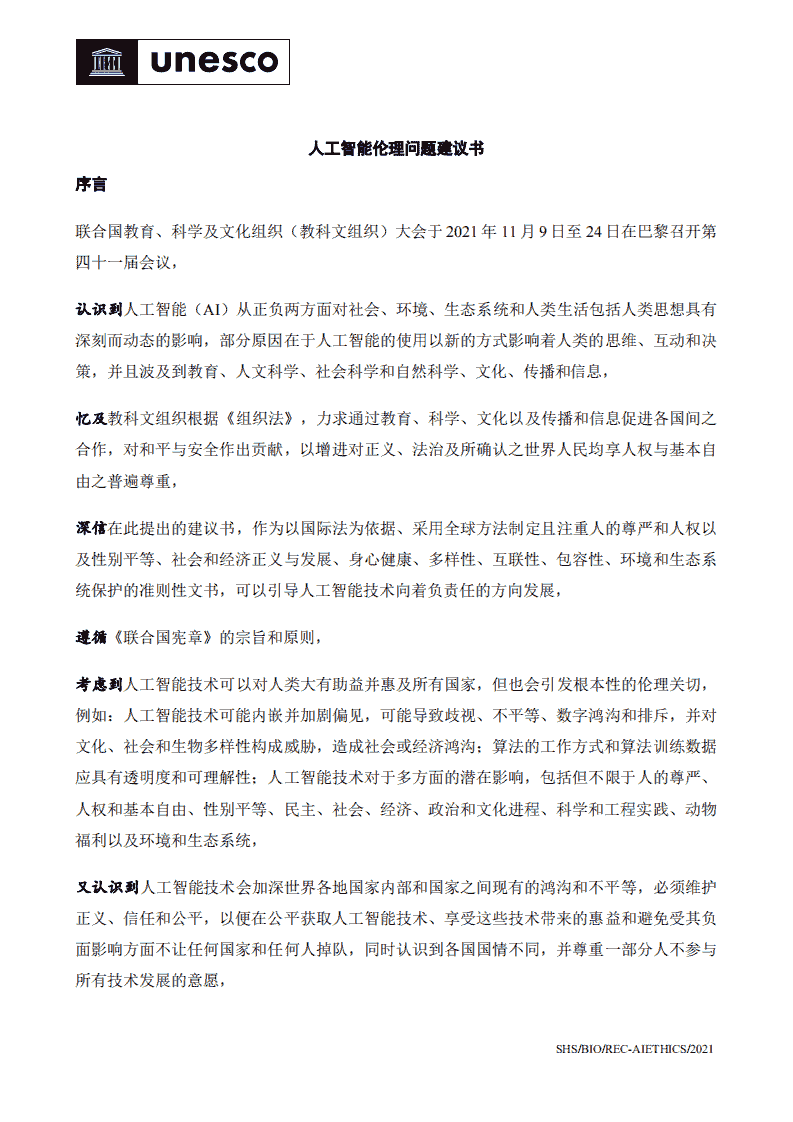 unesco
人工智能伦理问题建议书
序言
联合国教育、科学及文化组织（教科文组织）大会于 2021 年 11 月 9 日至 24 日在巴黎召开第
四十一届会议，
认识到人工智能（AI）从正负两方面对社会、环境、生态系统和人类生活包括人类思想具有
深刻而动态的影响，部分原因在于人工智能的使用以新的方式影响着人类的思维、互动和决
策，并且波及到教育、人文科学、社会科学和自然科学、文化、传播和信息，
忆及教科文组织根据《组织法》，力求通过教育、科学、文化以及传播和信息促进各国间之
合作，对和平与安全作出贡献，以增进对正义、法治及所确认之世界人民均享人权与基本自
由之普遍尊重，
深信在此提出的建议书，作为以国际法为依据、采用全球方法制定且注重人的尊严和人权以
及性别平等、社会和经济正义与发展、身心健康、多样性、互联性、包容性、环境和生态系
统保护的准则性文书，可以引导人工智能技术向着负责任的方向发展，
遵循《联合国宪章》的宗旨和原则，
考虑到人工智能技术可以对人类大有助益并惠及所有国家，但也会引发根本性的伦理关切，
例如：人工智能技术可能内嵌并加剧偏见，可能导致歧视、不平等、数字鸿沟和排斥，并对
文化、社会和生物多样性构成威胁，造成社会或经济鸿沟；算法的工作方式和算法训练数据
应具有透明度和可理解性；人工智能技术对于多方面的潜在影响，包括但不限于人的尊严、
人权和基本自由、性别平等、民主、社会、经济、政治和文化进程、科学和工程实践、动物
福利以及环境和生态系统，
又认识到人工智能技术会加深世界各地国家内部和国家之间现有的鸿沟和不平等，必须维护
正义、信任和公平，以便在公平获取人工智能技术、享受这些技术带来的惠益和避免受其负
面影响方面不让任何国家和任何人掉队，同时认识到各国国情不同，并尊重一部分人不参与
所有技术发展的意愿，
SHS/BIO/REC-AIETHICS/2021